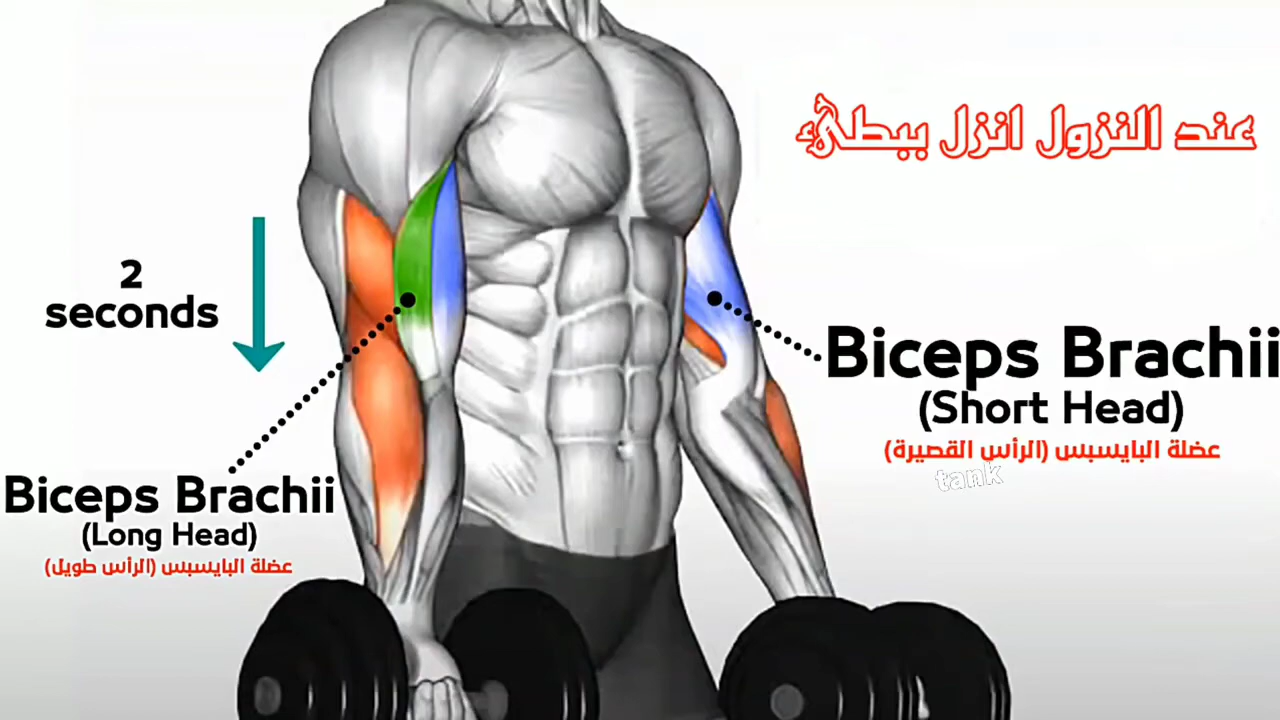 عند النزول انزل ببطئ
2
seconds
Biceps Brachii
(Short Head)
عضلة البايسبس (الرأس القصيرة)
tank
Biceps Brachii
(Long Head)
عضلة البايسبس (الرأس طويل)